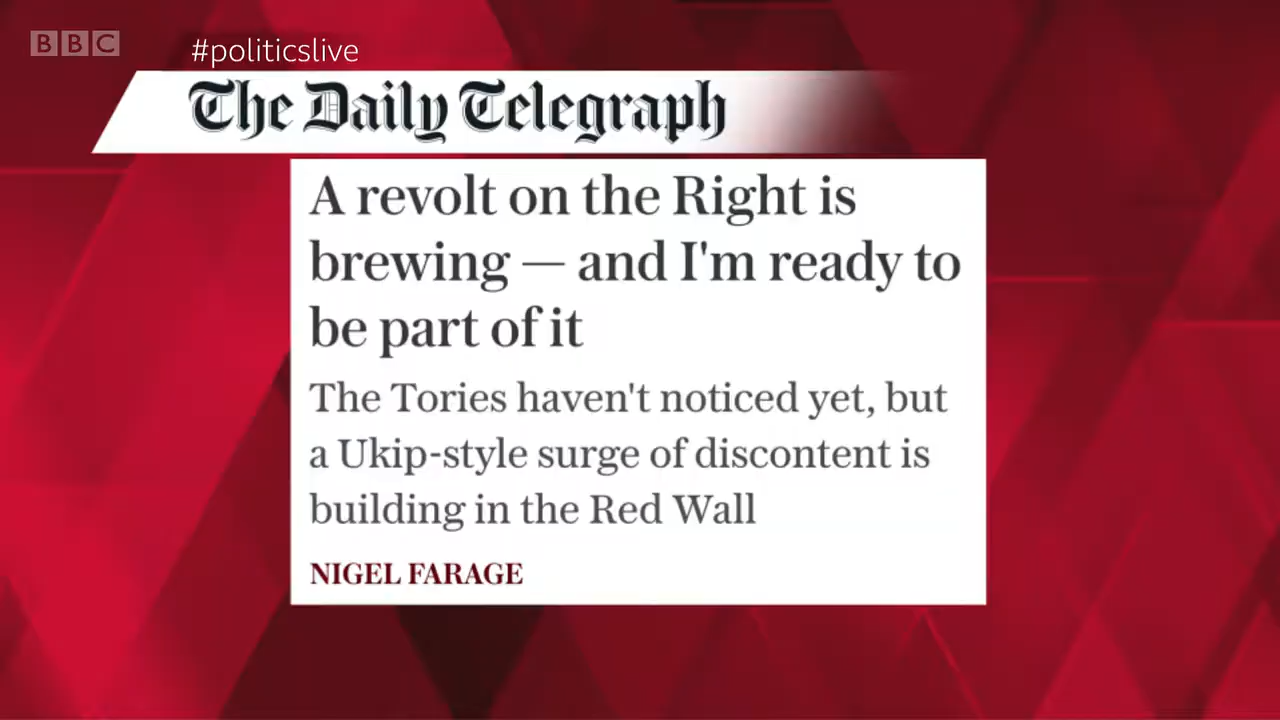 BBC
#politicslive
The Daily Telegraph
A revolt on the Right is
brewing — and I'm ready to
be part of it
The Tories haven't noticed yet, but
a Ukip-style surge of discontent is
building in the Red Wall
NIGEL FARAGE